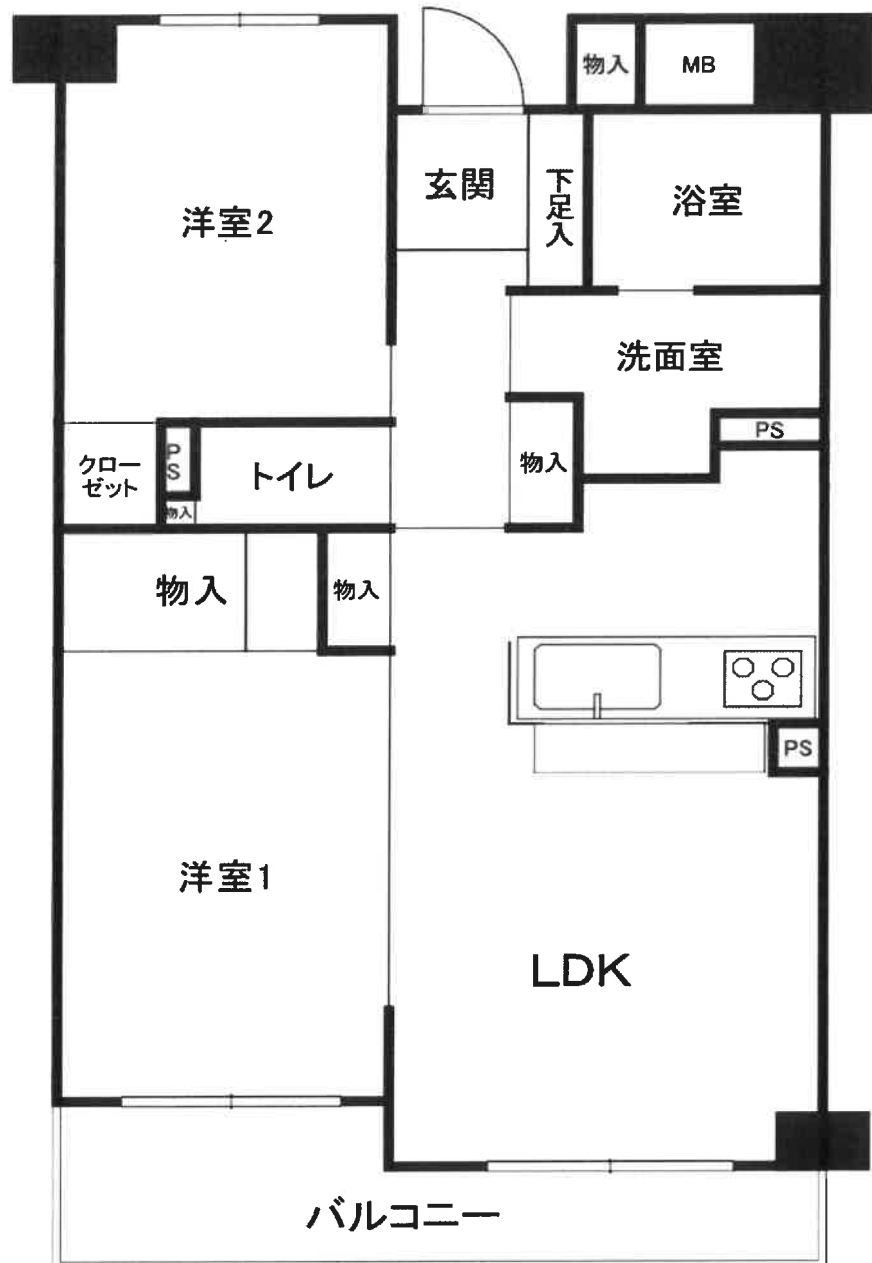 物入
MB
玄関
下足入
浴室
洋室2
洗面室
PS
クロー
ゼット
PS
トイレ
物入
物入
物入
物入
PS
洋室1
LDK
バルコニー